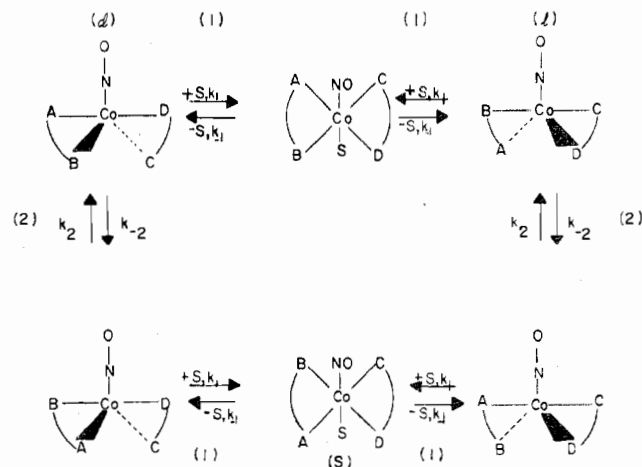 (d) (1) (1) (l)
O O
N NO N
A Co D A C B Co C
+S,k₁ +S,k₁
Co
-S,k₋₁ -S,k₋₁
B C B S D A D
(2) k₂ k₋₂ k₂ k₋₂ (2)
O O
N NO N
B Co D B C A Co C
+S,k₁ +S,k₁
Co
-S,k₋₁ -S,k₋₁
A C A S D B D
(1) (S) (1)